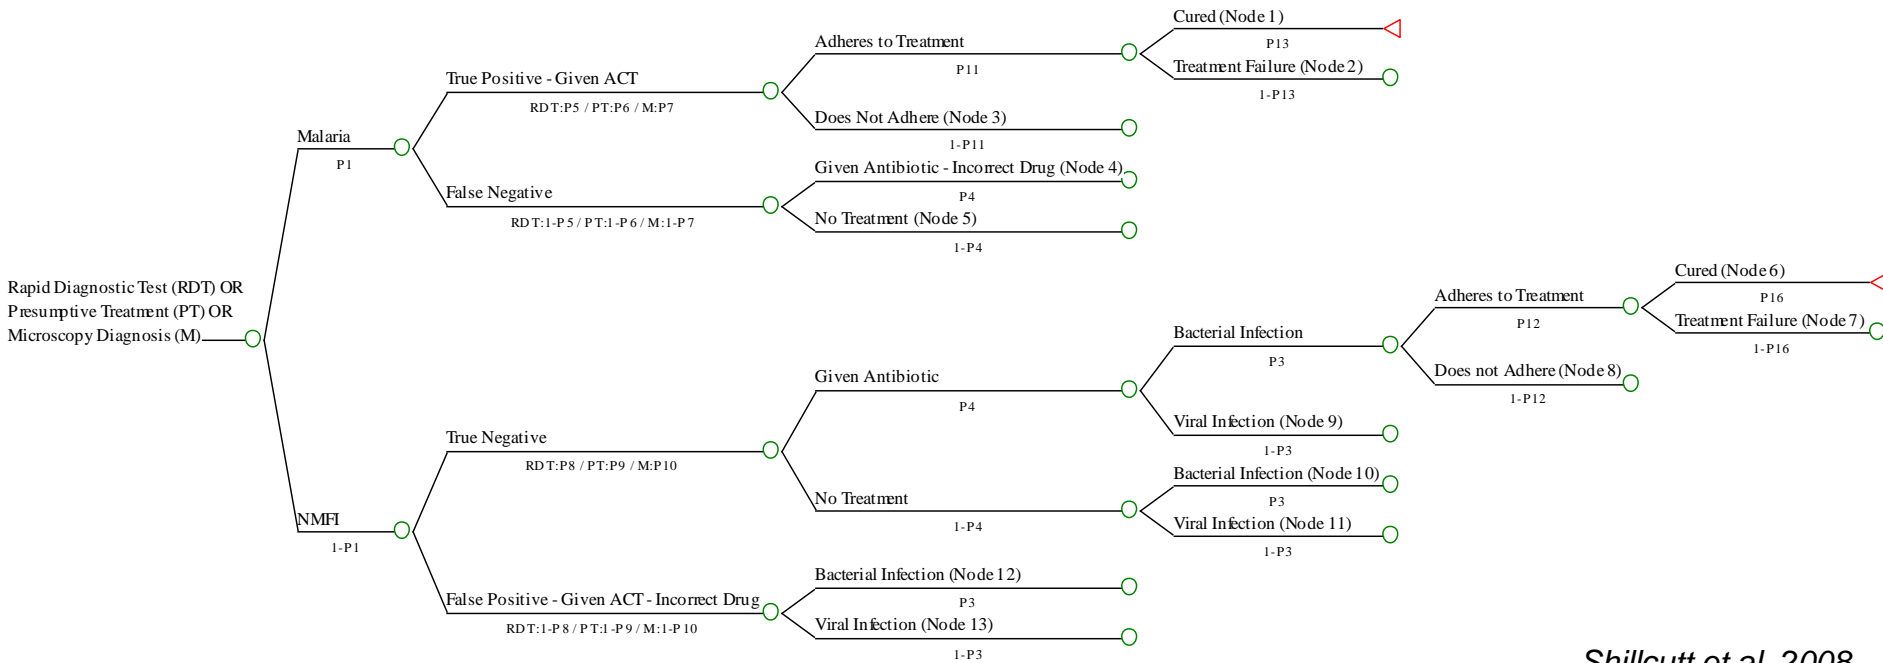 Cured (Node 1)
P13
Adheres to Treatment
P11
Treatment Failure (Node 2)
1-P13
True Positive - Given ACT
RDT:P5 / PT:P6 / M:P7
Does Not Adhere (Node 3)
1-P11
Malaria
P1
Given Antibiotic - Incorrect Drug (Node 4)
P4
False Negative
RDT:1-P5 / PT:1-P6 / M:1-P7
No Treatment (Node 5)
1-P4
Rapid Diagnostic Test (RDT) OR
Presumptive Treatment (PT) OR
Microscopy Diagnosis (M)
Cured (Node 6)
P16
Adheres to Treatment
P12
Treatment Failure (Node 7)
1-P16
Bacterial Infection
P3
Does not Adhere (Node 8)
1-P12
Given Antibiotic
P4
Viral Infection (Node 9)
1-P3
True Negative
RDT:P8 / PT:P9 / M:P10
Bacterial Infection (Node 10)
P3
No Treatment
1-P4
Viral Infection (Node 11)
1-P3
NMFI
1-P1
Bacterial Infection (Node 12)
P3
False Positive - Given ACT - Incorrect Drug
RDT:1-P8 / PT:1-P9 / M:1-P10
Viral Infection (Node 13)
1-P3
Shillcutt et al. 2008